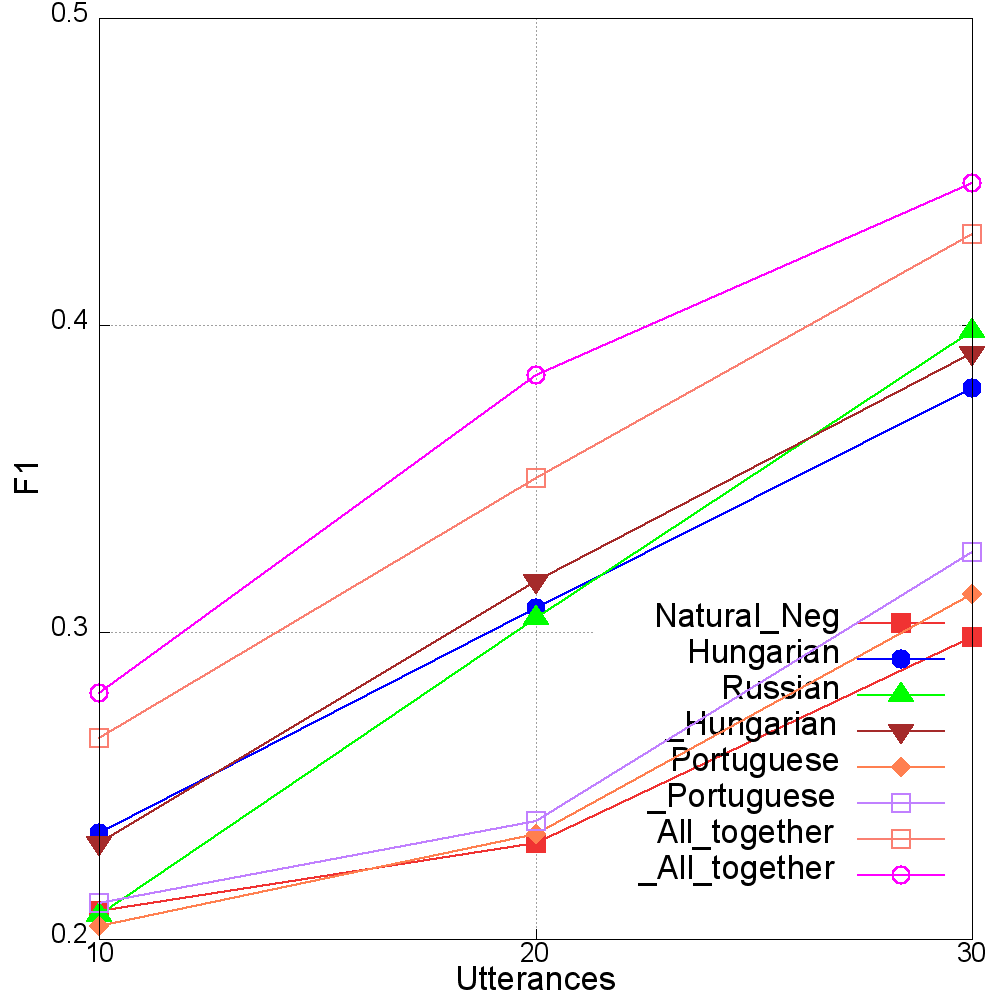 0.5
0.4
F1
0.3
Natural_Neg
Hungarian
Russian
_Hungarian
Portuguese
_Portuguese
All_together
_All_together
0.2
10 20 30
Utterances